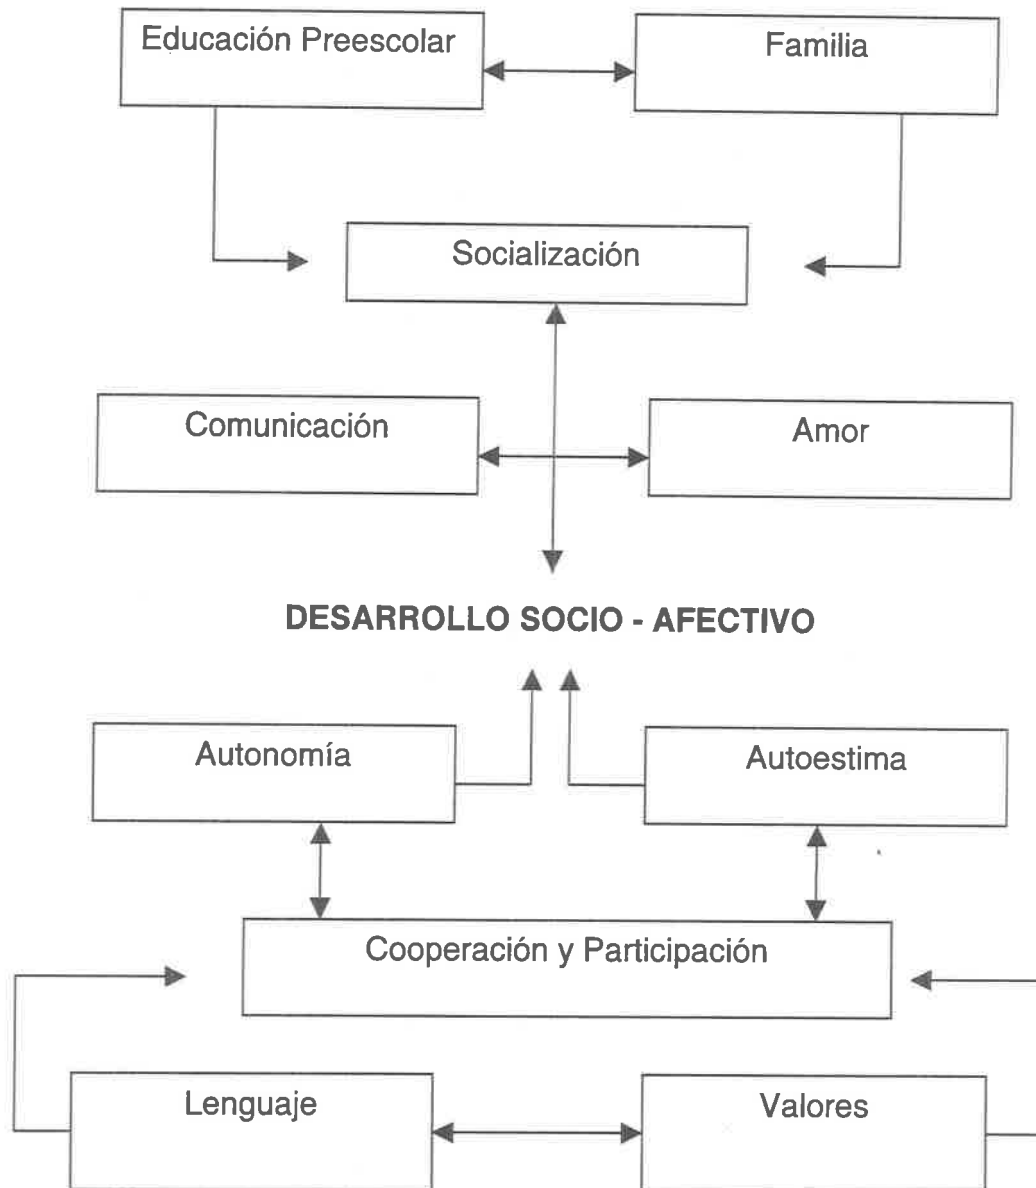 Educación Preescolar
Familia
Socialización
Comunicación
Amor
DESARROLLO SOCIO - AFECTIVO
Autonomía
Autoestima
Cooperación y Participación
Lenguaje
Valores